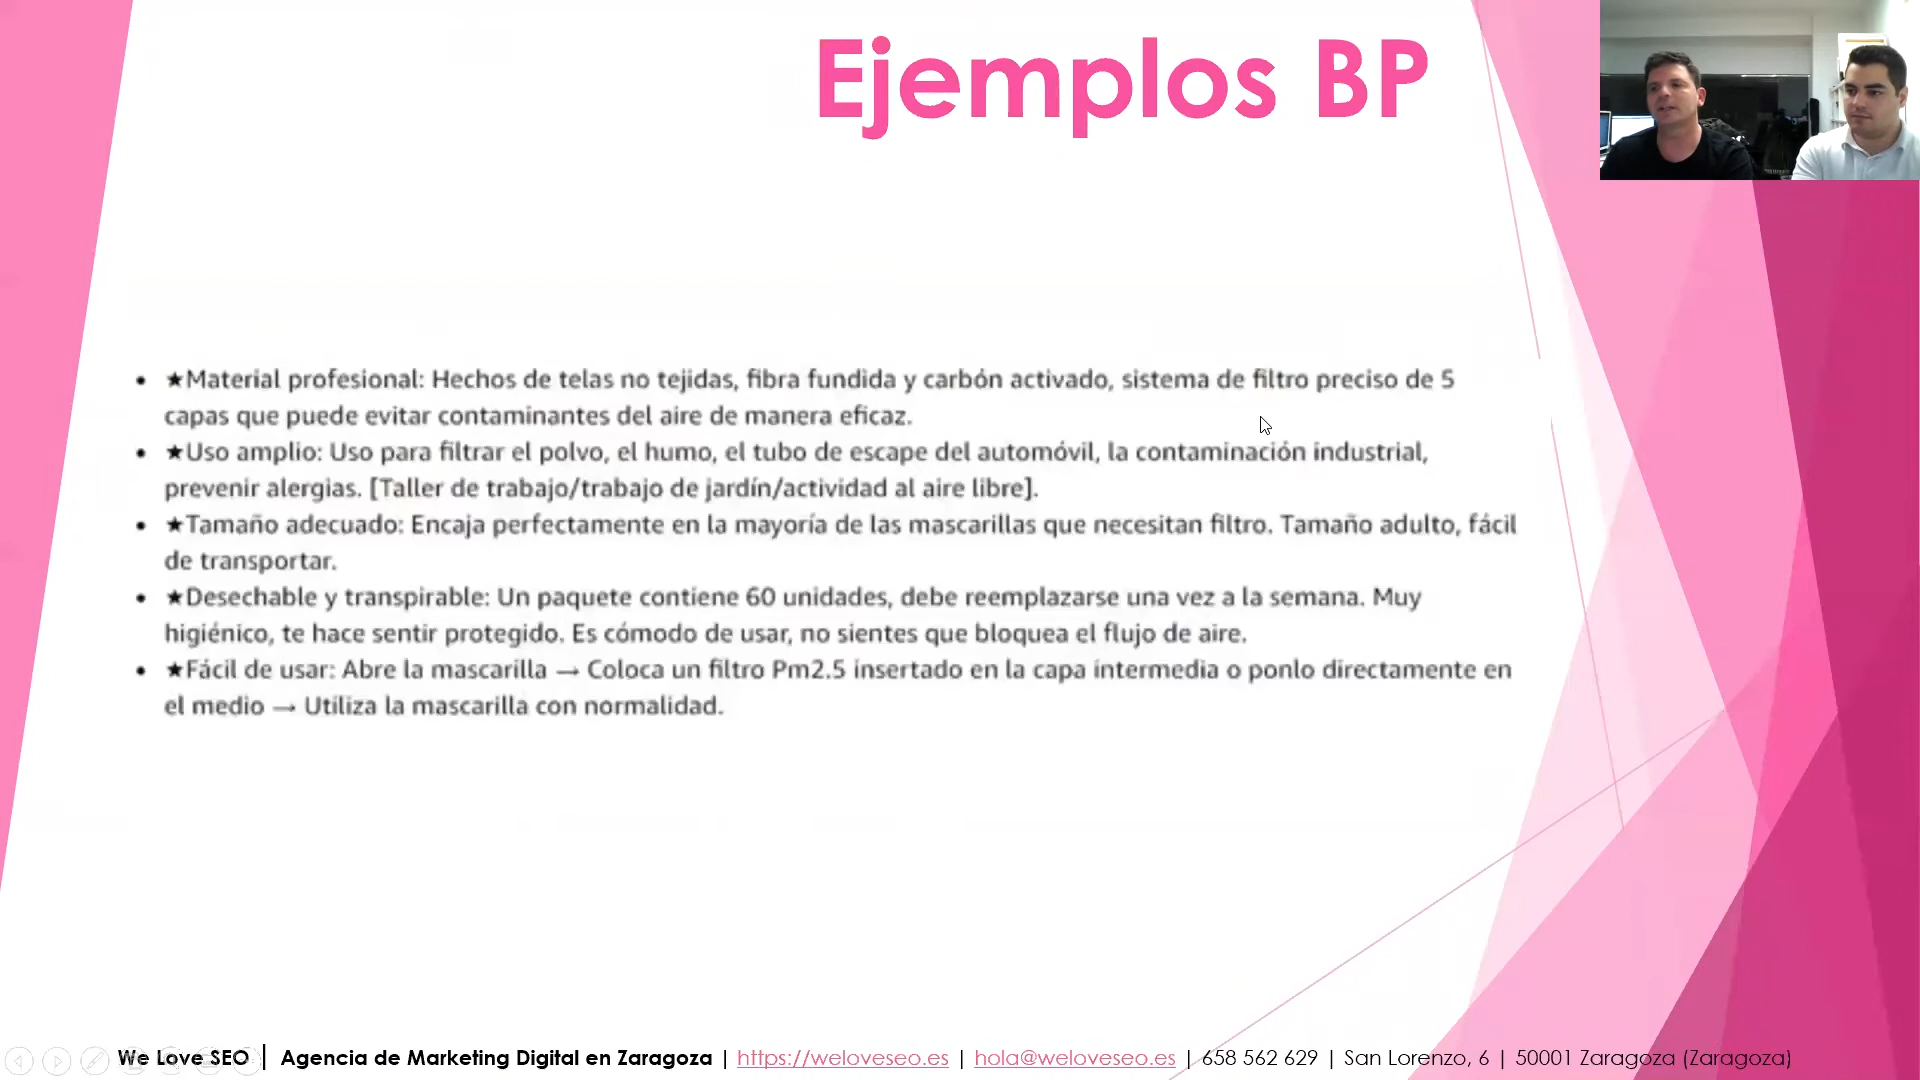 Ejemplos BP
• ★Material profesional: Hechos de telas no tejidas, fibra fundida y carbón activado, sistema de filtro preciso de 5
capas que puede evitar contaminantes del aire de manera eficaz.
• ★Uso amplio: Uso para filtrar el polvo, el humo, el tubo de escape del automóvil, la contaminación industrial,
prevenir alergias. [Taller de trabajo/trabajo de jardín/actividad al aire libre].
• ★Tamaño adecuado: Encaja perfectamente en la mayoría de las mascarillas que necesitan filtro. Tamaño adulto, fácil
de transportar.
• ★Desechable y transpirable: Un paquete contiene 60 unidades, debe reemplazarse una vez a la semana. Muy
higiénico, te hace sentir protegido. Es cómodo de usar, no sientes que bloquea el flujo de aire.
• ★Fácil de usar: Abre la mascarilla → Coloca un filtro Pm2.5 insertado en la capa intermedia o ponlo directamente en
el medio → Utiliza la mascarilla con normalidad.
We Love SEO | Agencia de Marketing Digital en Zaragoza | https://weloveseo.es | hola@weloveseo.es | 658 562 629 | San Lorenzo, 6 | 50001 Zaragoza (Zaragoza)